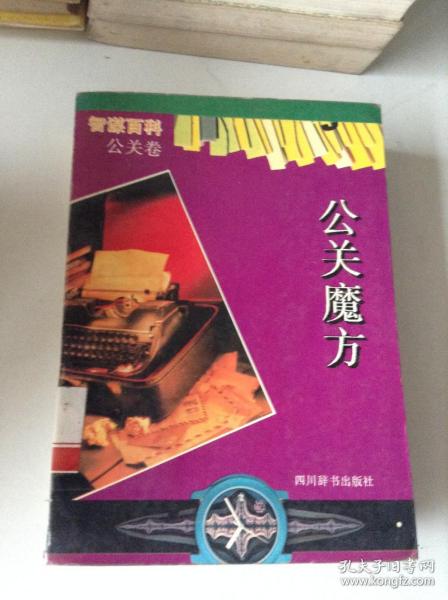 智谋百科
公关卷
公关魔方
四川辞书出版社
孔夫子旧书网
www.kongfz.com